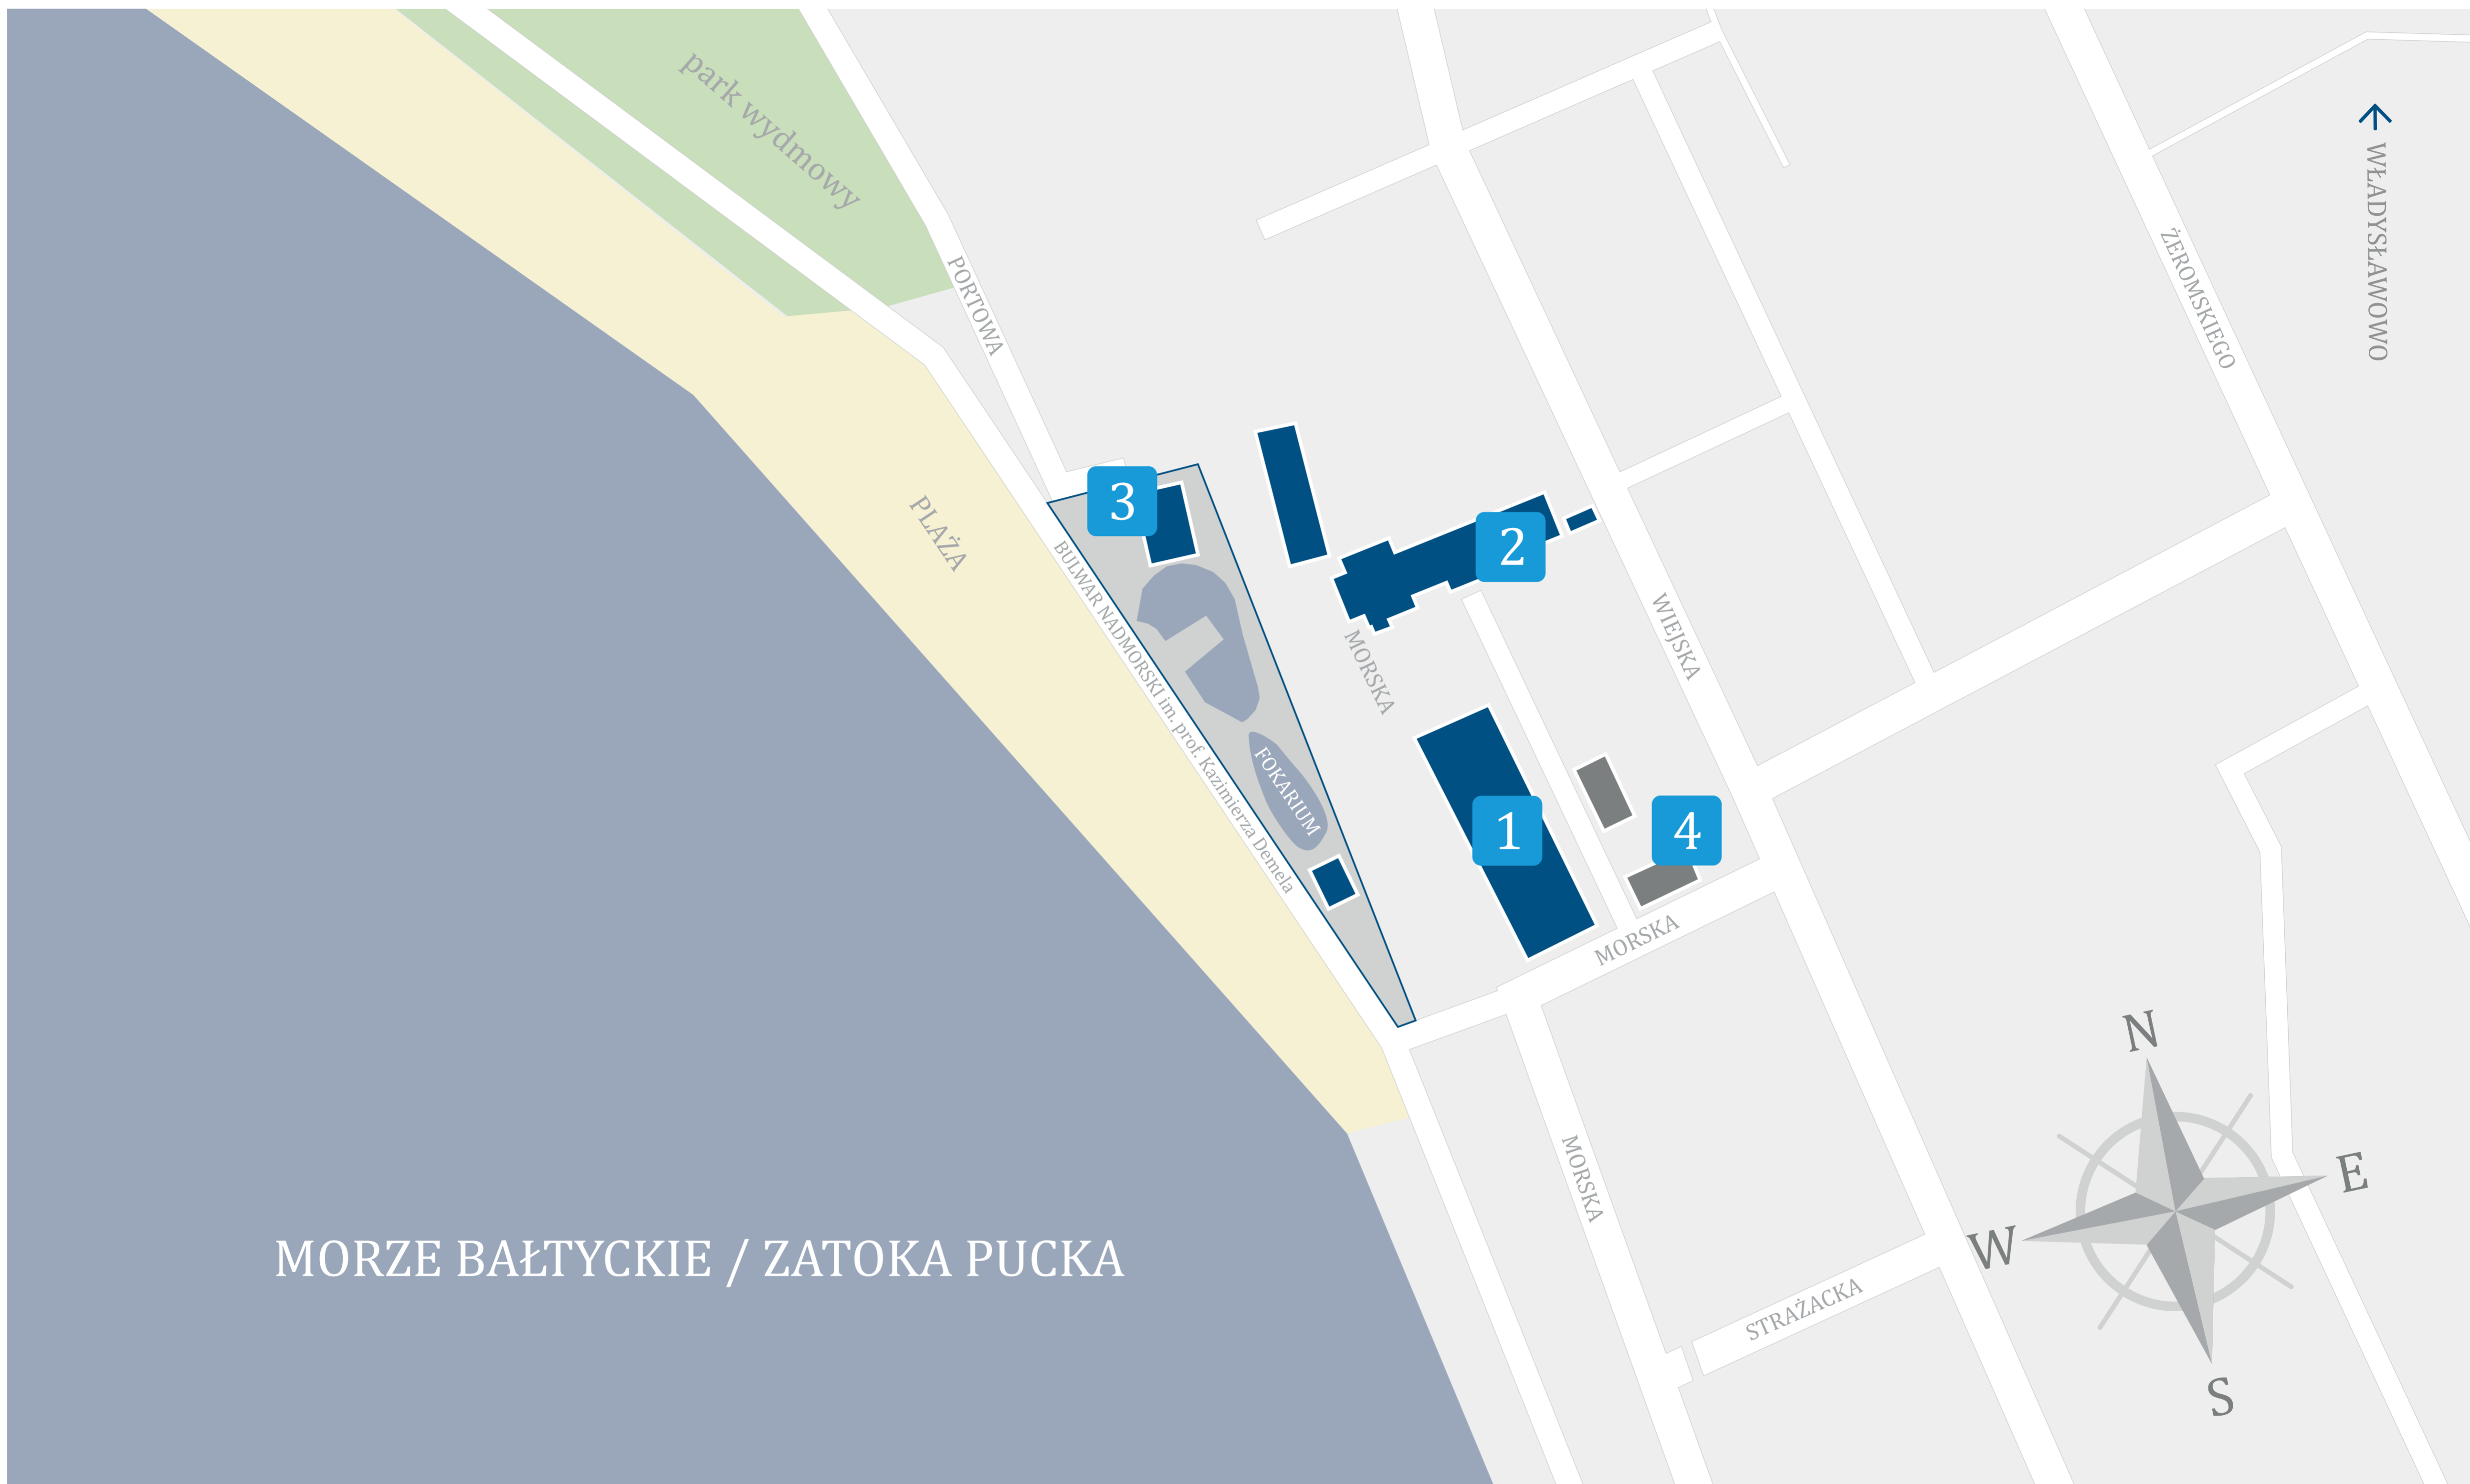 park wydmowy
PORTOWA
ŻEROMSKIEGO
WŁADYSŁAWOWO
PLAŻA
3
2
BULWAR NADMORSKI im. prof. Kazimierza Demela
MORSKA
WIEJSKA
FOKARIUM
1
4
MORSKA
MORSKA
STRAŻACKA
MORZE BAŁTYCKIE / ZATOKA PUCKA
N
E
W
S